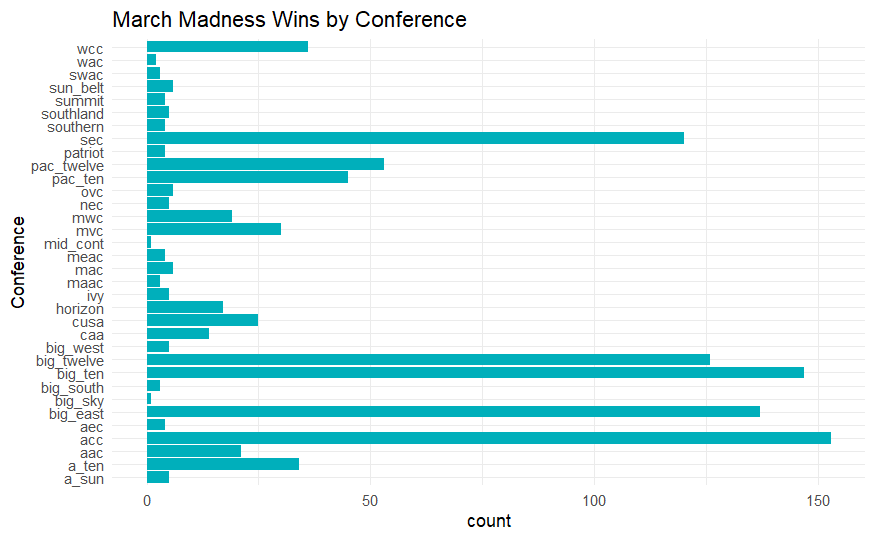 March Madness Wins by Conference
Conference
wcc
wac
swac
sun_belt
summit
southland
southern
sec
patriot
pac_twelve
pac_ten
ovc
nec
mwc
mvc
mid_cont
meac
mac
maac
ivy
horizon
cusa
caa
big_west
big_twelve
big_ten
big_south
big_sky
big_east
aec
acc
aac
a_ten
a_sun
0 50 100 150
count